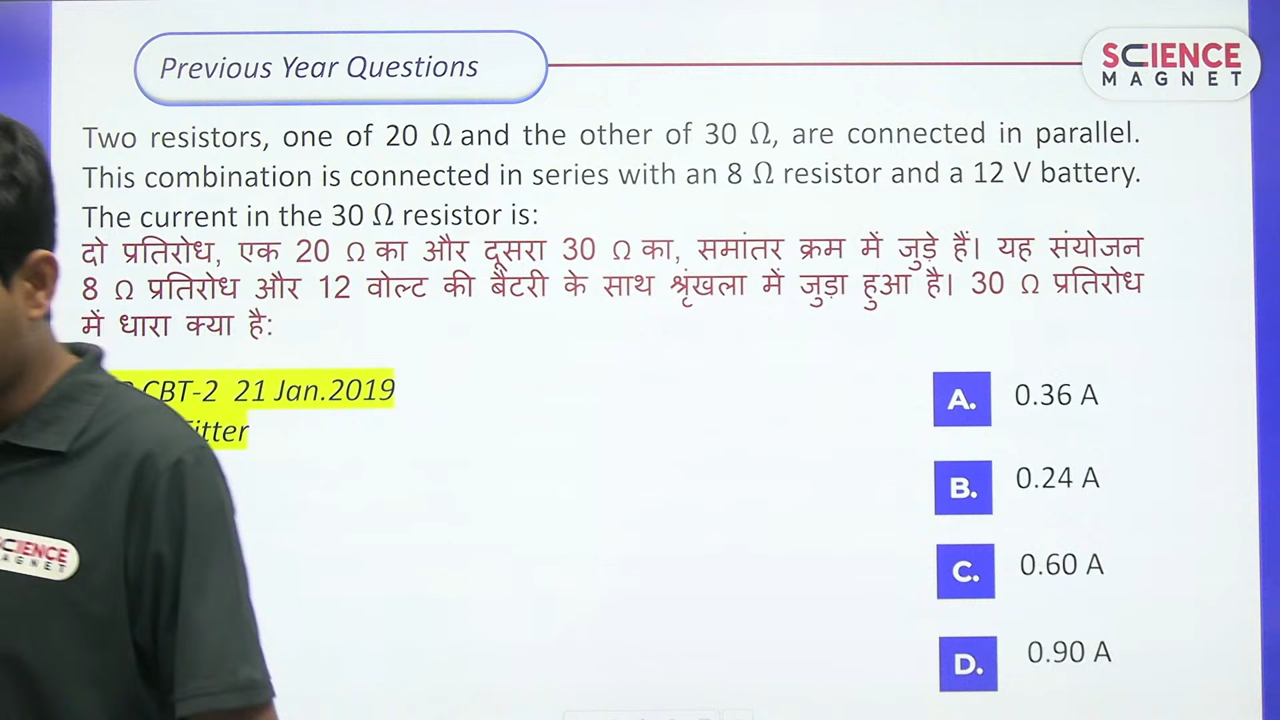 Previous Year Questions
SCIENCE
MAGNET
Two resistors, one of 20 Ω and the other of 30 Ω, are connected in parallel.
This combination is connected in series with an 8 Ω resistor and a 12 V battery.
The current in the 30 Ω resistor is:
दो प्रतिरोध, एक 20 Ω का और दूसरा 30 Ω का, समांतर क्रम में जुड़े हैं। यह संयोजन
8 Ω प्रतिरोध और 12 वोल्ट की बैटरी के साथ श्रृंखला में जुड़ा हुआ है। 30 Ω प्रतिरोध
में धारा क्या है:
CBT-2 21 Jan.2019
A. 0.36 A
B. 0.24 A
C. 0.60 A
D. 0.90 A